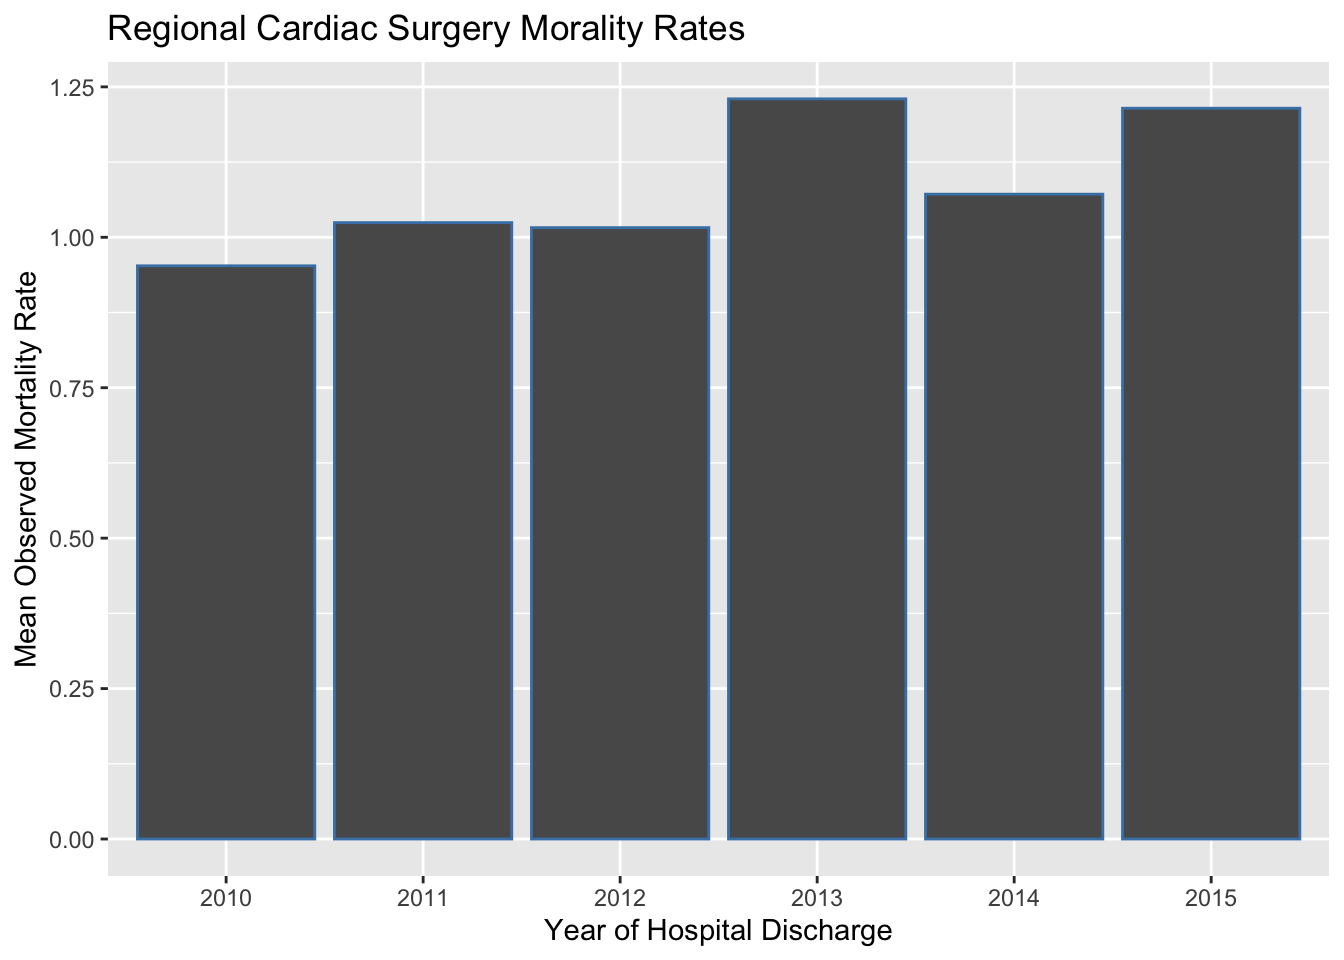 Regional Cardiac Surgery Morality Rates
Mean Observed Mortality Rate
1.25
1.00
0.75
0.50
0.25
0.00
2010 2011 2012 2013 2014 2015
Year of Hospital Discharge